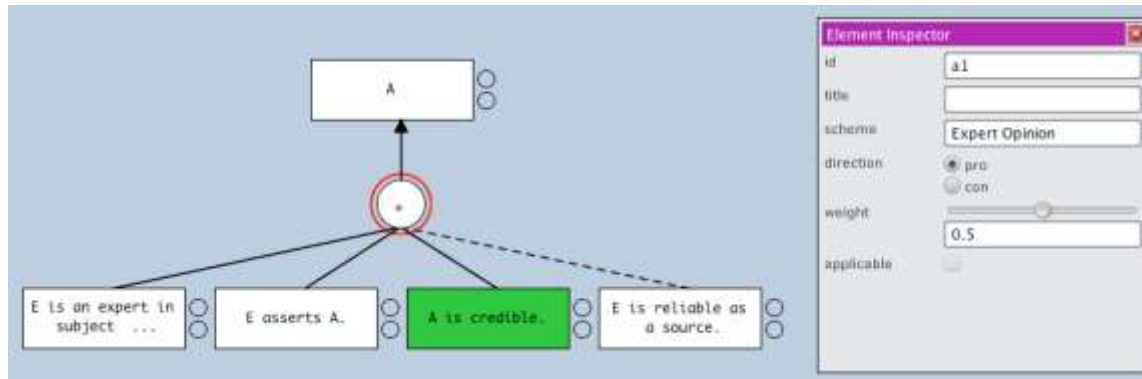 A
+
E is an expert in
subject ...
E asserts A.
A is credible.
E is reliable as
a source.
Element Inspector
id
a1
title
scheme
Expert Opinion
direction
pro
con
weight
0.5
applicable